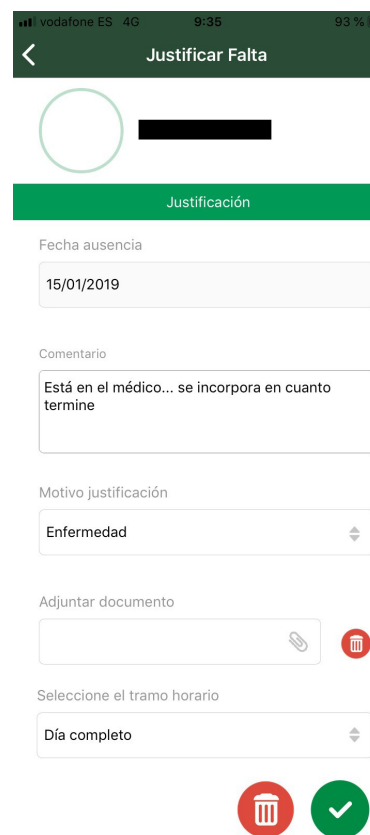 vodafone ES 4G 9:35 93 %
Justificar Falta
Justificación
Fecha ausencia
15/01/2019
Comentario
Está en el médico... se incorpora en cuanto
termine
Motivo justificación
Enfermedad
Adjuntar documento
Seleccione el tramo horario
Día completo